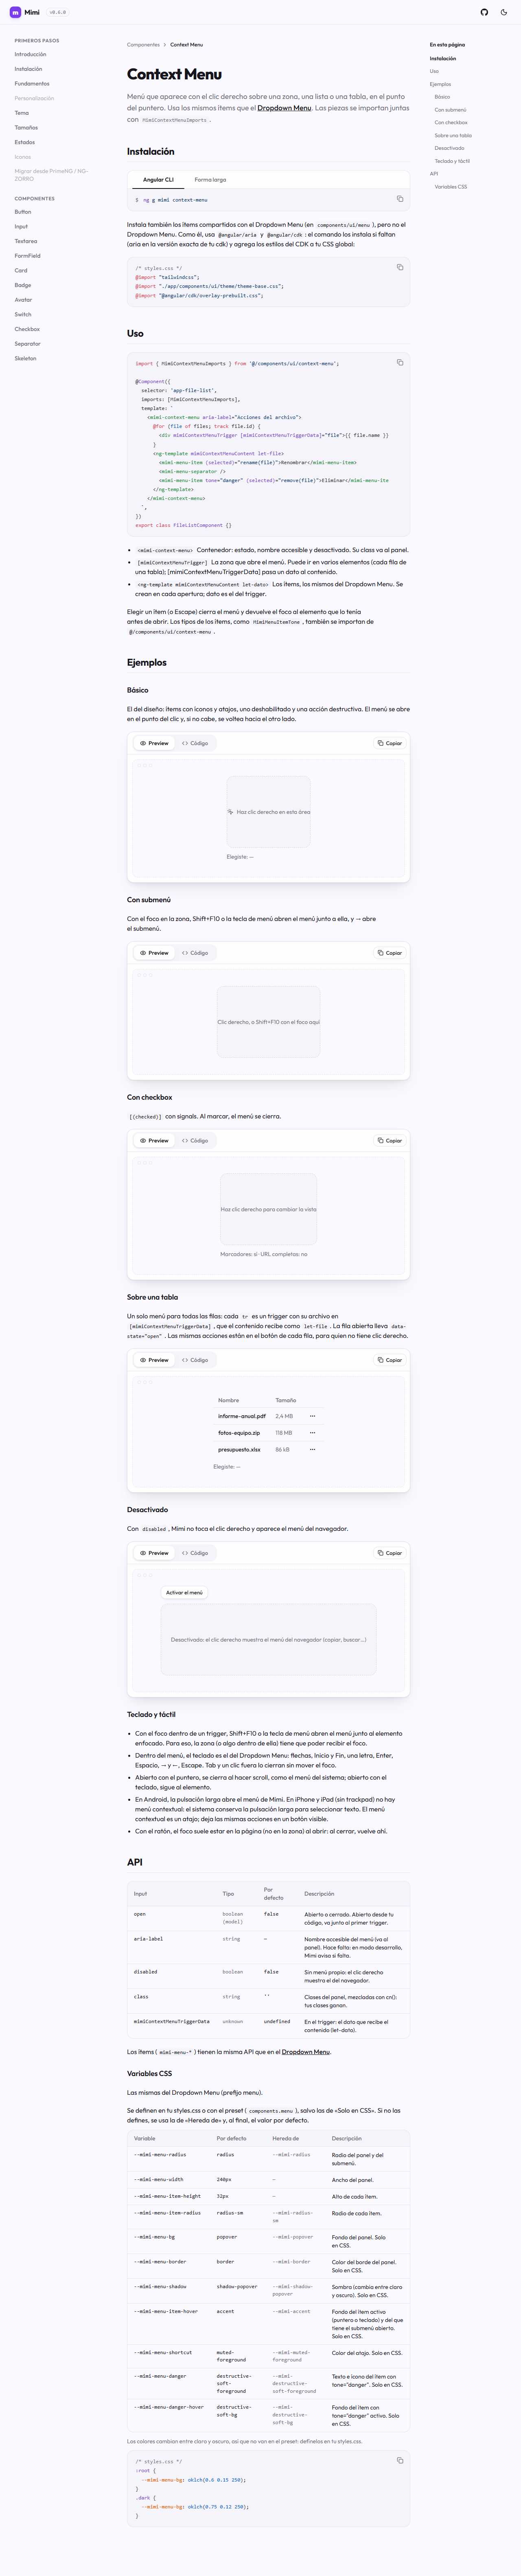 m Mimi v0.6.0
PRIMEROS PASOS
Introducción
Instalación
Fundamentos
Personalización
Tema
Tamaños
Estados
Iconos
Migrar desde PrimeNG / NG-
ZORRO
COMPONENTES
Button
Input
Textarea
FormField
Card
Badge
Avatar
Switch
Checkbox
Separator
Skeleton
Componentes > Context Menu
Context Menu
Menú que aparece con el clic derecho sobre una zona, una lista o una tabla, en el punto
del puntero. Usa los mismos ítems que el Dropdown Menu. Las piezas se importan juntas
con MimiContextMenuImports .
Instalación
Angular CLI Forma larga
$ ng g mimi context-menu
Instala también los ítems compartidos con el Dropdown Menu (en components/ui/menu ), pero no el
Dropdown Menu. Como él, usa @angular/aria y @angular/cdk : el comando los instala si faltan
(aria en la versión exacta de tu cdk) y agrega los estilos del CDK a tu CSS global:
/* styles.css */
@import "tailwindcss";
@import "./app/components/ui/theme/theme-base.css";
@import "@angular/cdk/overlay-prebuilt.css";
Uso
import { MimiContextMenuImports } from '@/components/ui/context-menu';
@Component({
selector: 'app-file-list',
imports: [MimiContextMenuImports],
template: `
<mimi-context-menu aria-label="Acciones del archivo">
@for (file of files; track file.id) {
<div mimiContextMenuTrigger [mimiContextMenuTriggerData]="file">{{ file.name }}
}
<ng-template mimiContextMenuContent let-file>
<mimi-menu-item (selected)="rename(file)">Renombrar</mimi-menu-item>
<mimi-menu-separator />
<mimi-menu-item tone="danger" (selected)="remove(file)">Eliminar</mimi-menu-ite
</ng-template>
</mimi-context-menu>
`,
})
export class FileListComponent {}
• <mimi-context-menu> Contenedor: estado, nombre accesible y desactivado. Su class va al panel.
• [mimiContextMenuTrigger] La zona que abre el menú. Puede ir en varios elementos (cada fila de
una tabla); [mimiContextMenuTriggerData] pasa un dato al contenido.
• <ng-template mimiContextMenuContent let-dato> Los ítems, los mismos del Dropdown Menu. Se
crean en cada apertura; dato es el del trigger.
Elegir un ítem (o Escape) cierra el menú y devuelve el foco al elemento que lo tenía
antes de abrir. Los tipos de los ítems, como MimiMenuItemTone , también se importan de
@/components/ui/context-menu .
Ejemplos
Básico
El del diseño: ítems con iconos y atajos, uno deshabilitado y una acción destructiva. El menú se abre
en el punto del clic y, si no cabe, se voltea hacia el otro lado.
Preview Código Copiar
Haz clic derecho en esta área
Elegiste: —
Con submenú
Con el foco en la zona, Shift+F10 o la tecla de menú abren el menú junto a ella, y → abre
el submenú.
Preview Código Copiar
Clic derecho, o Shift+F10 con el foco aquí
Con checkbox
[(checked)] con signals. Al marcar, el menú se cierra.
Preview Código Copiar
Haz clic derecho para cambiar la vista
Marcadores: sí · URL completas: no
Sobre una tabla
Un solo menú para todas las filas: cada tr es un trigger con su archivo en
[mimiContextMenuTriggerData] , que el contenido recibe como let-file . La fila abierta lleva data-
state="open" . Las mismas acciones están en el botón de cada fila, para quien no tiene clic derecho.
Preview Código Copiar
Nombre Tamaño
informe-anual.pdf 2,4 MB
fotos-equipo.zip 118 MB
presupuesto.xlsx 86 kB
Elegiste: —
Desactivado
Con disabled , Mimi no toca el clic derecho y aparece el menú del navegador.
Preview Código Copiar
Activar el menú
Desactivado: el clic derecho muestra el menú del navegador (copiar, buscar…)
Teclado y táctil
• Con el foco dentro de un trigger, Shift+F10 o la tecla de menú abren el menú junto al elemento
enfocado. Para eso, la zona (o algo dentro de ella) tiene que poder recibir el foco.
• Dentro del menú, el teclado es el del Dropdown Menu: flechas, Inicio y Fin, una letra, Enter,
Espacio, → y ←, Escape. Tab y un clic fuera lo cierran sin mover el foco.
• Abierto con el puntero, se cierra al hacer scroll, como el menú del sistema; abierto con el
teclado, sigue al elemento.
• En Android, la pulsación larga abre el menú de Mimi. En iPhone y iPad (sin trackpad) no hay
menú contextual: el sistema conserva la pulsación larga para seleccionar texto. El menú
contextual es un atajo; deja las mismas acciones en un botón visible.
• Con el ratón, el foco suele estar en la página (no en la zona) al abrir: al cerrar, vuelve ahí.
API
Input Tipo Por defecto Descripción
open boolean (model) false Abierto o cerrado. Abierto desde tu código, va junto al primer trigger.
aria-label string — Nombre accesible del menú (va al panel). Hace falta: en modo desarrollo, Mimi avisa si falta.
disabled boolean false Sin menú propio: el clic derecho muestra el del navegador.
class string '' Clases del panel, mezcladas con cn(): tus clases ganan.
mimiContextMenuTriggerData unknown undefined En el trigger: el dato que recibe el contenido (let-dato).
Los ítems ( mimi-menu-* ) tienen la misma API que en el Dropdown Menu.
Variables CSS
Las mismas del Dropdown Menu (prefijo menu).
Se definen en tu styles.css o con el preset ( components.menu ), salvo las de «Solo en CSS». Si no las
defines, se usa la de «Hereda de» y, al final, el valor por defecto.
Variable Por defecto Hereda de Descripción
--mimi-menu-radius radius --mimi-radius Radio del panel y del submenú.
--mimi-menu-width 240px — Ancho del panel.
--mimi-menu-item-height 32px — Alto de cada ítem.
--mimi-menu-item-radius radius-sm --mimi-radius-sm Radio de cada ítem.
--mimi-menu-bg popover --mimi-popover Fondo del panel. Solo en CSS.
--mimi-menu-border border --mimi-border Color del borde del panel. Solo en CSS.
--mimi-menu-shadow shadow-popover --mimi-shadow-popover Sombra (cambia entre claro y oscuro). Solo en CSS.
--mimi-menu-item-hover accent --mimi-accent Fondo del ítem activo (puntero o teclado) y del que tiene el submenú abierto. Solo en CSS.
--mimi-menu-shortcut muted-foreground --mimi-muted-foreground Color del atajo. Solo en CSS.
--mimi-menu-danger destructive-soft-foreground --mimi-destructive-soft-foreground Texto e icono del ítem con tone="danger". Solo en CSS.
--mimi-menu-danger-hover destructive-soft-bg --mimi-destructive-soft-bg Fondo del ítem con tone="danger" activo. Solo en CSS.
Los colores cambian entre claro y oscuro, así que no van en el preset: defínelos en tu styles.css.
/* styles.css */
:root {
--mimi-menu-bg: oklch(0.6 0.15 250);
}
.dark {
--mimi-menu-bg: oklch(0.75 0.12 250);
}
En esta página
Instalación
Uso
Ejemplos
Básico
Con submenú
Con checkbox
Sobre una tabla
Desactivado
Teclado y táctil
API
Variables CSS